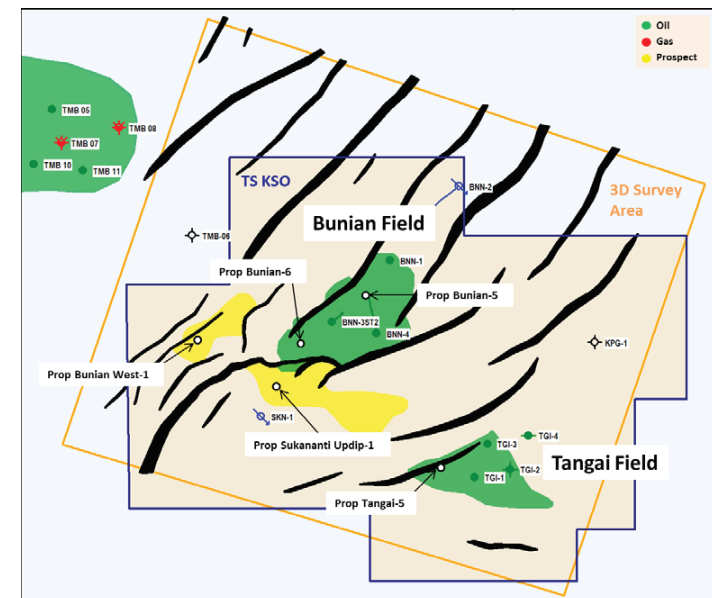 Oil
Gas
Prospect
TMB 05
TMB 08
TMB 07
TMB 10
TMB 11
TS KSO
BNN-2
3D Survey
Area
Bunian Field
TMB-06
BNN-1
Prop Bunian-6
Prop Bunian-5
BNN-3ST2
BNN-4
KPG-1
Prop Bunian West-1
SKN-1
Prop Sukananti Updip-1
TGI-4
TGI-3
Tangai Field
TGI-2
TGI-1
Prop Tangai-5